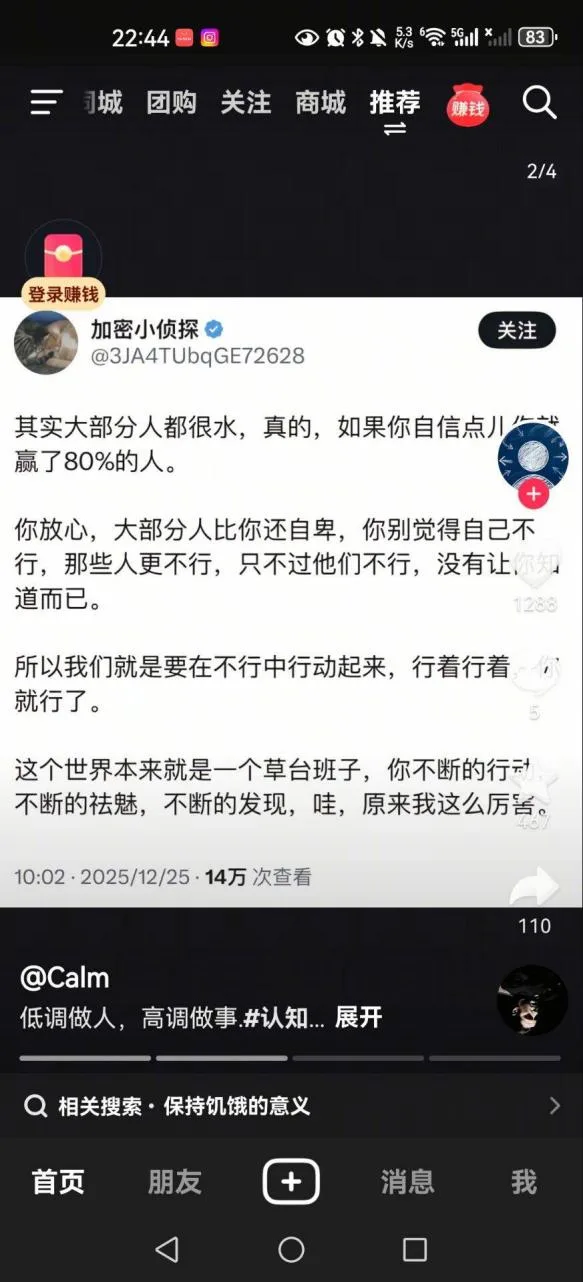 22:44
5.3 K/s
6
5G
83
同城 团购 关注 商城 推荐 赚钱
2/4
登录赚钱
加密小侦探
@3JA4TUbqGE72628
关注
其实大部分人都很水，真的，如果你自信点儿你就
赢了80%的人。
你放心，大部分人比你还自卑，你别觉得自己不
行，那些人更不行，只不过他们不行，没有让你知
道而已。
1288
所以我们就是要在不行中行动起来，行着行着，你
就行了。
5
这个世界本来就是一个草台班子，你不断的行动，
不断的祛魅，不断的发现，哇，原来我这么厉害。
467
10:02 · 2025/12/25 · 14万 次查看
110
@Calm
低调做人，高调做事.#认知... 展开
相关搜索 · 保持饥饿的意义
首页 朋友 消息 我